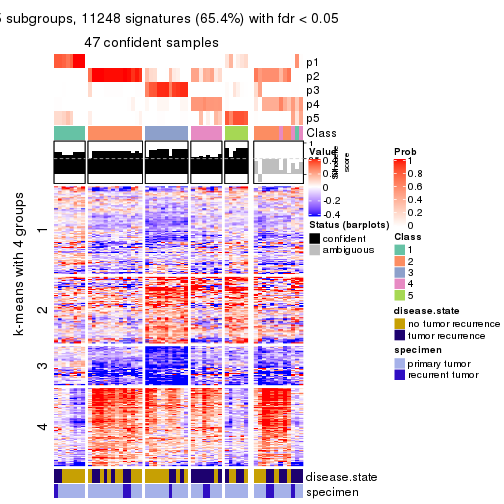 5 subgroups, 11248 signatures (65.4%) with fdr < 0.05
47 confident samples
p1
p2
p3
p4
p5
Class
1
Silhouette
score
k-means with 4 groups
1
2
3
4
disease.state
specimen
Value
0.4
0.2
0
-0.2
-0.4
Status (barplots)
confident
ambiguous
Prob
1
0.8
0.6
0.4
0.2
0
Class
1
2
3
4
5
disease.state
no tumor recurrence
tumor recurrence
specimen
primary tumor
recurrent tumor